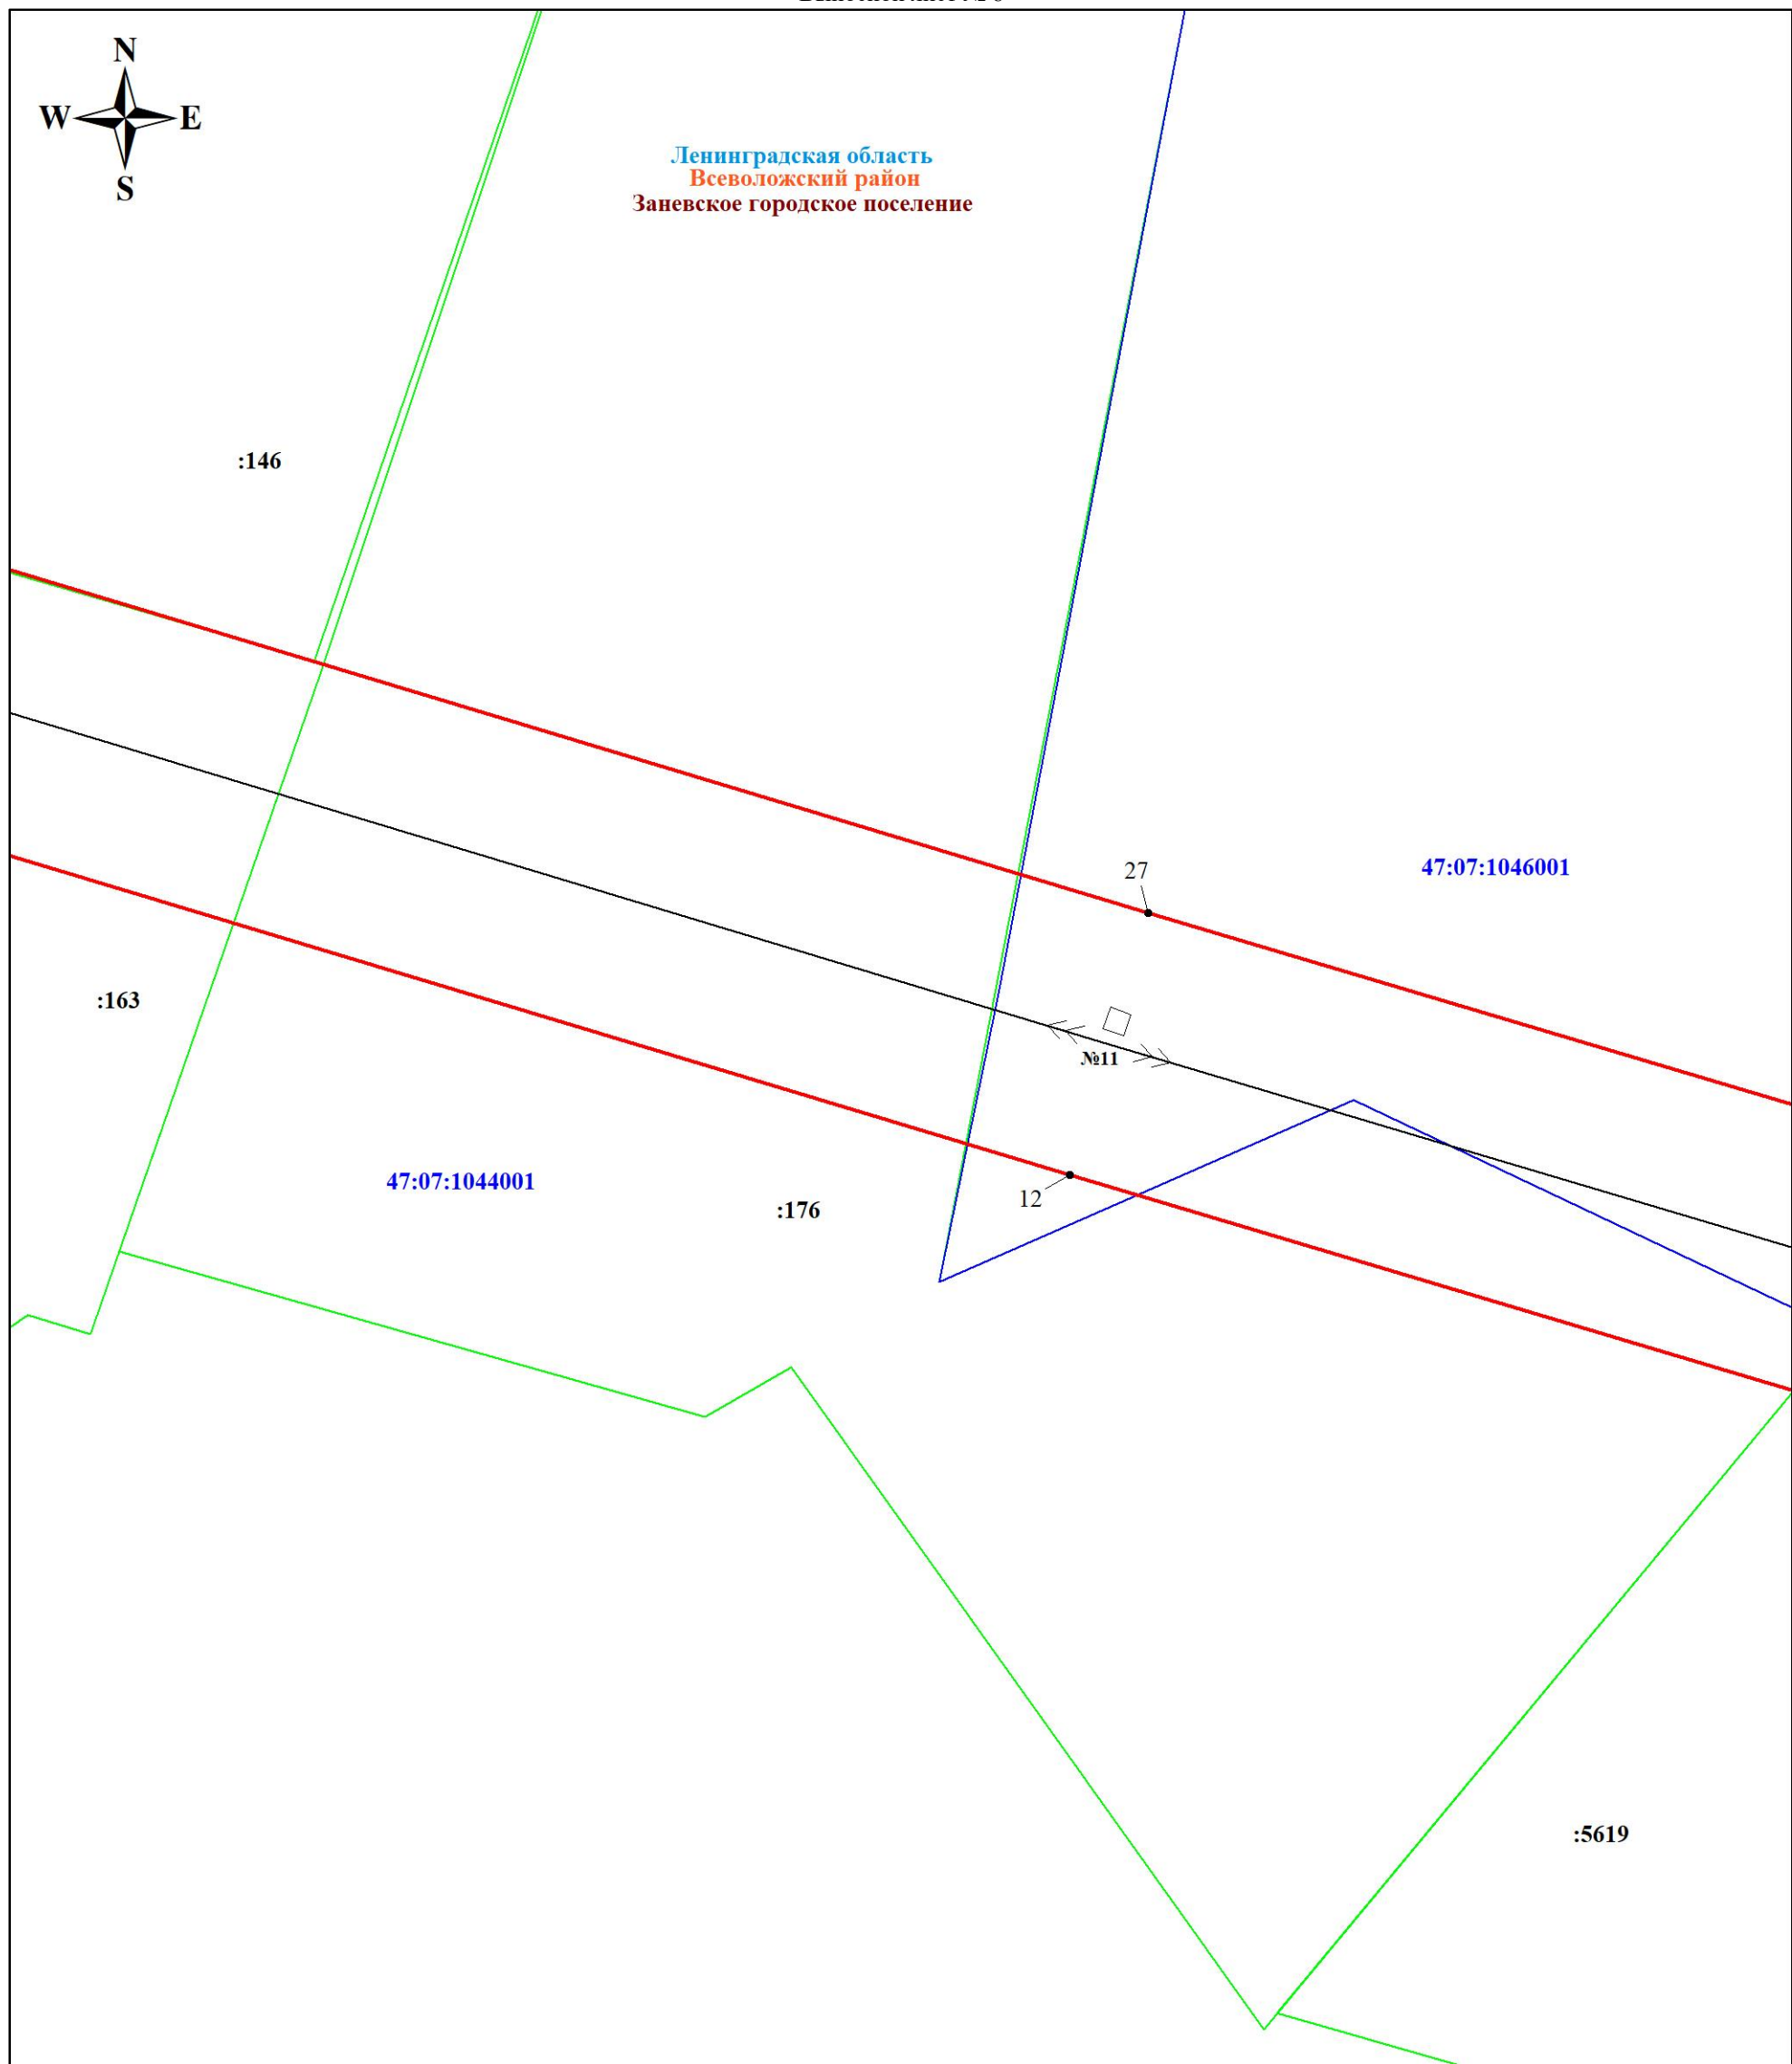 N
W E
S
Ленинградская область
Всеволожский район
Заневское городское поселение
:146
27
47:07:1046001
:163
№11
47:07:1044001
12
:176
:5619